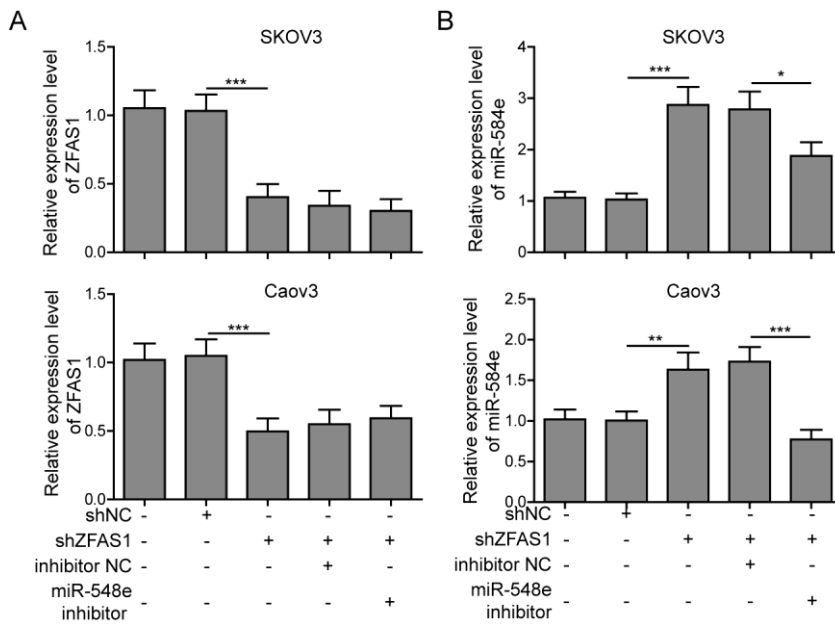 A
SKOV3
Relative expression level
of ZFAS1
1.5
1.0
0.5
0.0
***
Caov3
Relative expression level
of ZFAS1
1.5
1.0
0.5
0.0
***
shNC - + - - -
shZFAS1 - - + + +
inhibitor NC - - - + -
miR-548e
inhibitor - - - - +
B
SKOV3
Relative expression level
of miR-584e
4
3
2
1
0
*** *
Caov3
Relative expression level
of miR-584e
2.5
2.0
1.5
1.0
0.5
0.0
** ***
shNC - + - - -
shZFAS1 - - + + +
inhibitor NC - - - + -
miR-548e
inhibitor - - - - +